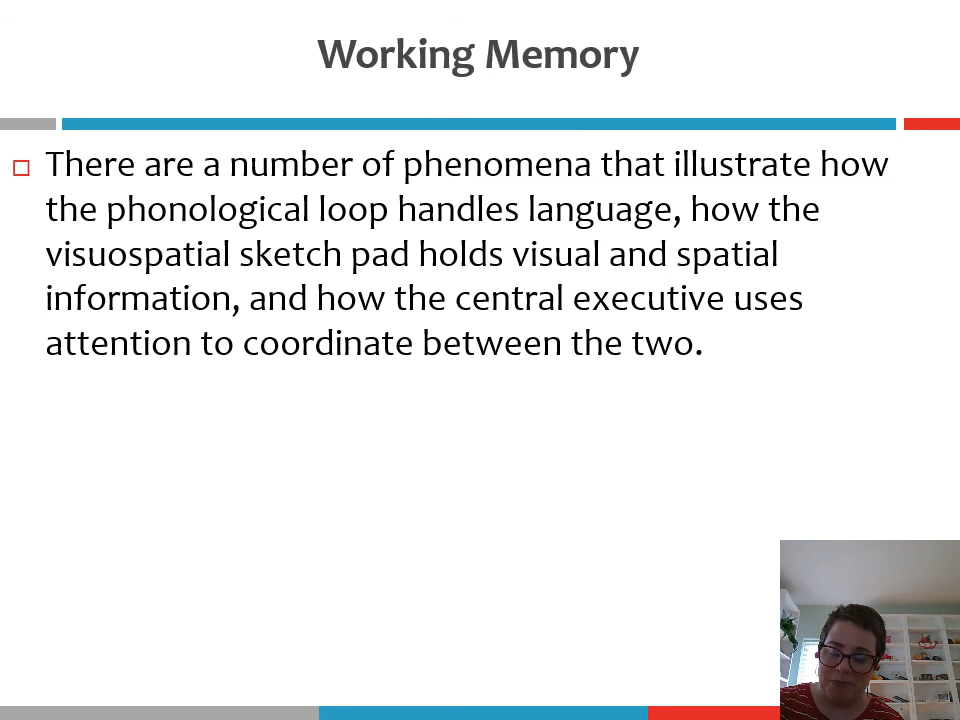 Working Memory
There are a number of phenomena that illustrate how
the phonological loop handles language, how the
visuospatial sketch pad holds visual and spatial
information, and how the central executive uses
attention to coordinate between the two.